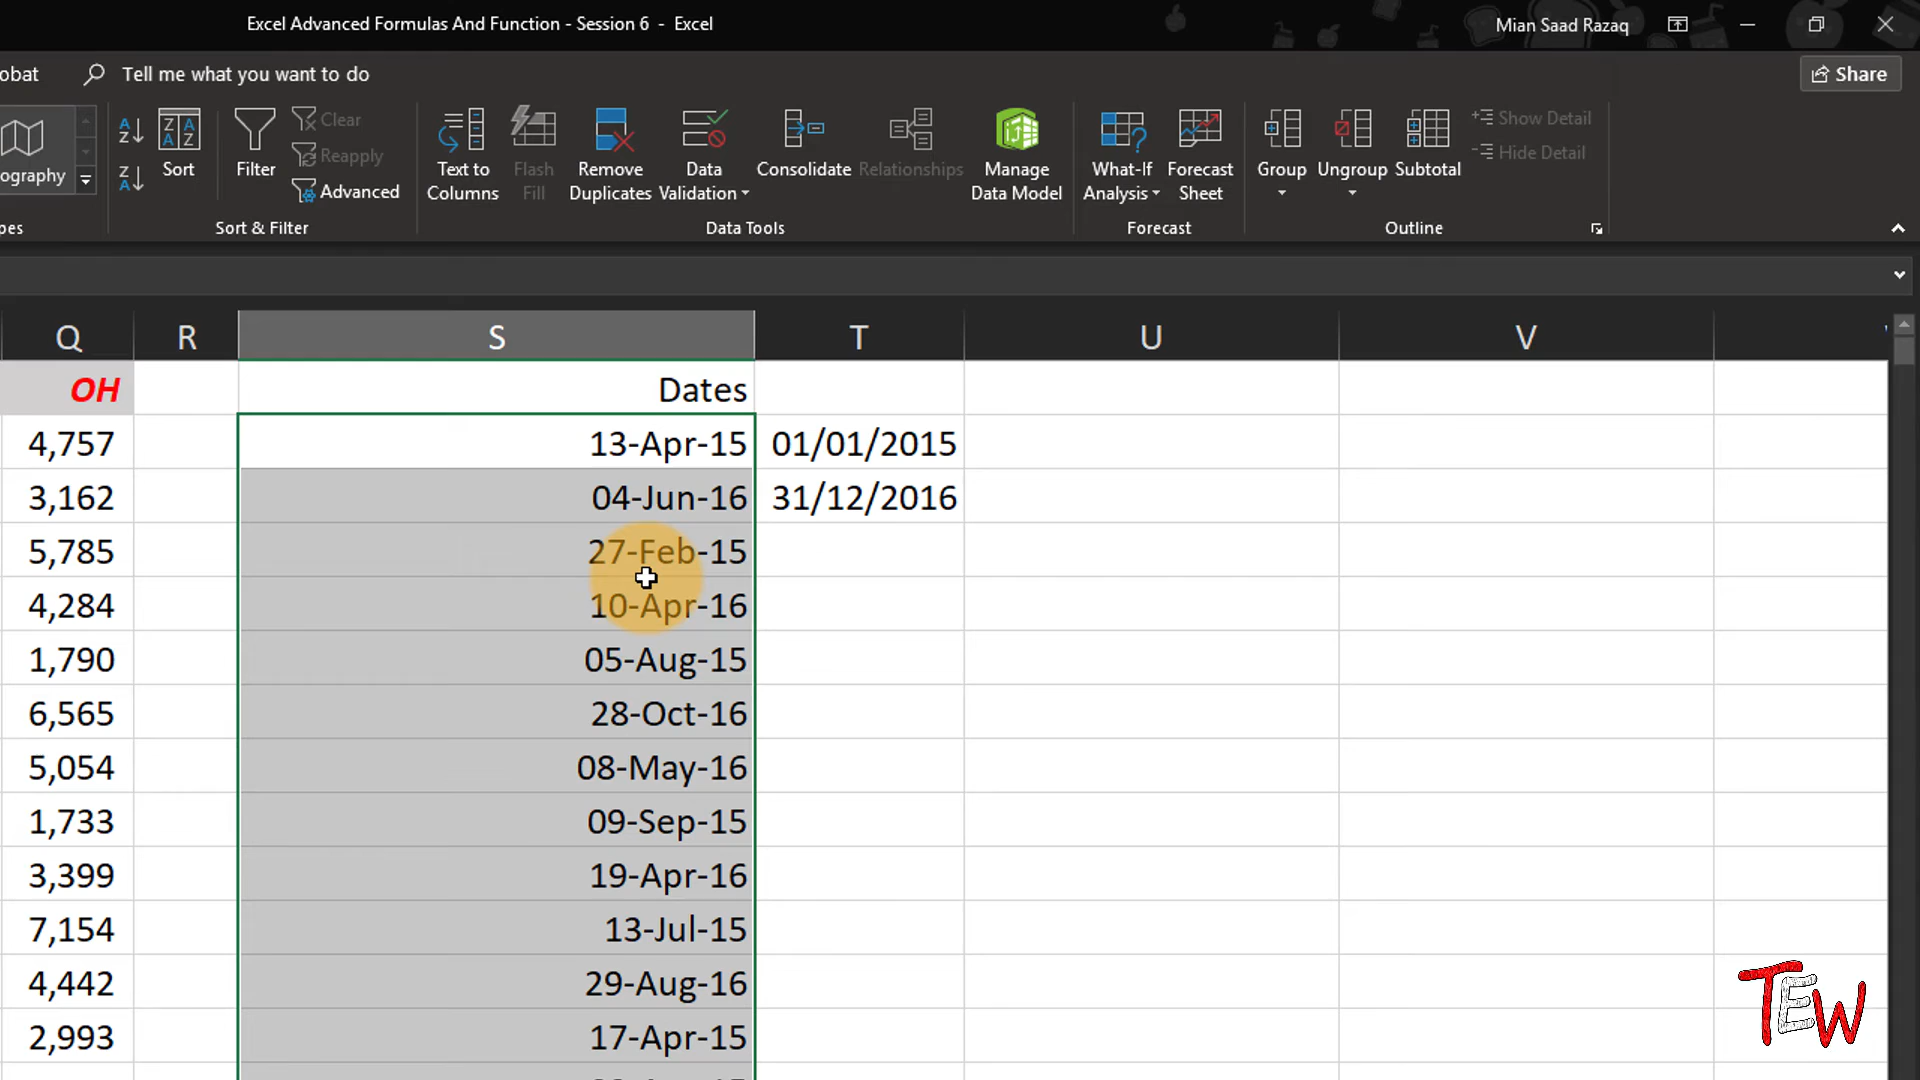 Excel Advanced Formulas And Function - Session 6 - Excel
Mian Saad Razaq
obat
Tell me what you want to do
Share
ography
Sort
Filter
Clear
Reapply
Advanced
Text to Columns
Flash Fill
Remove Duplicates
Data Validation
Consolidate
Relationships
Manage Data Model
What-If Analysis
Forecast Sheet
Group
Ungroup
Subtotal
Show Detail
Hide Detail
pes
Sort & Filter
Data Tools
Forecast
Outline
Q R S T U V
OH Dates
4,757 13-Apr-15 01/01/2015
3,162 04-Jun-16 31/12/2016
5,785 27-Feb-15
4,284 10-Apr-16
1,790 05-Aug-15
6,565 28-Oct-16
5,054 08-May-16
1,733 09-Sep-15
3,399 19-Apr-16
7,154 13-Jul-15
4,442 29-Aug-16
2,993 17-Apr-15
TEW